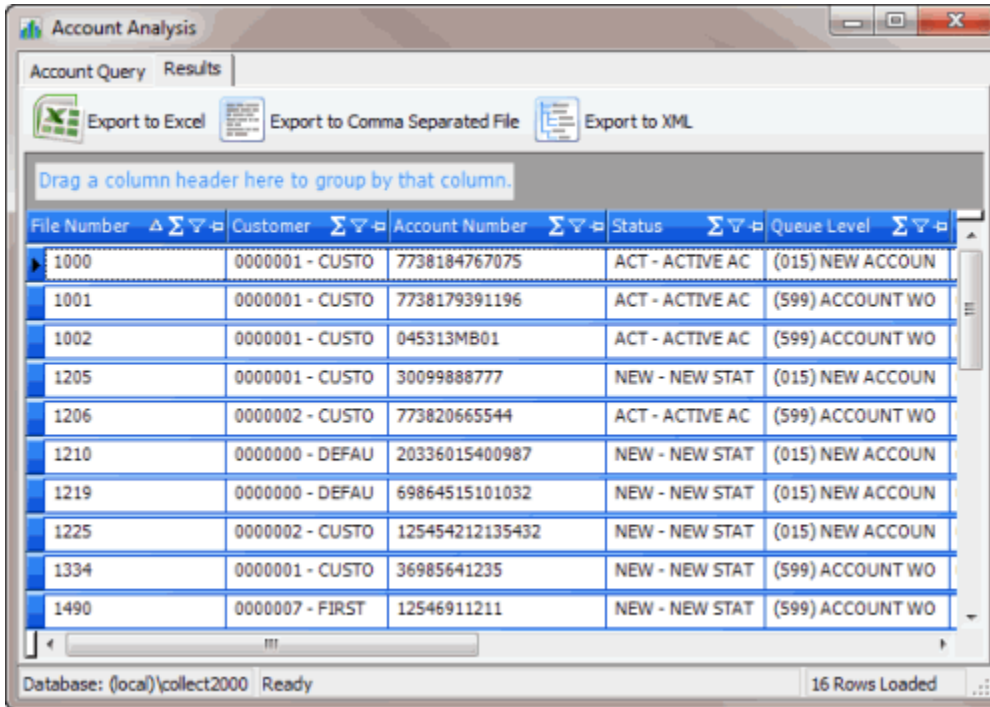 Account Analysis
Account Query Results
Export to Excel Export to Comma Separated File Export to XML
Drag a column header here to group by that column.
File Number Customer Account Number Status Queue Level
1000 0000001 - CUSTO 7738184767075 ACT - ACTIVE AC (015) NEW ACCOUN
1001 0000001 - CUSTO 7738179391196 ACT - ACTIVE AC (599) ACCOUNT WO
1002 0000001 - CUSTO 045313MB01 ACT - ACTIVE AC (599) ACCOUNT WO
1205 0000001 - CUSTO 30099888777 NEW - NEW STAT (015) NEW ACCOUN
1206 0000002 - CUSTO 773820665544 ACT - ACTIVE AC (599) ACCOUNT WO
1210 0000000 - DEFAU 20336015400987 NEW - NEW STAT (015) NEW ACCOUN
1219 0000000 - DEFAU 69864515101032 NEW - NEW STAT (015) NEW ACCOUN
1225 0000002 - CUSTO 125454212135432 NEW - NEW STAT (015) NEW ACCOUN
1334 0000001 - CUSTO 36985641235 NEW - NEW STAT (599) ACCOUNT WO
1490 0000007 - FIRST 12546911211 NEW - NEW STAT (599) ACCOUNT WO
Database: (local)\collect2000 Ready 16 Rows Loaded